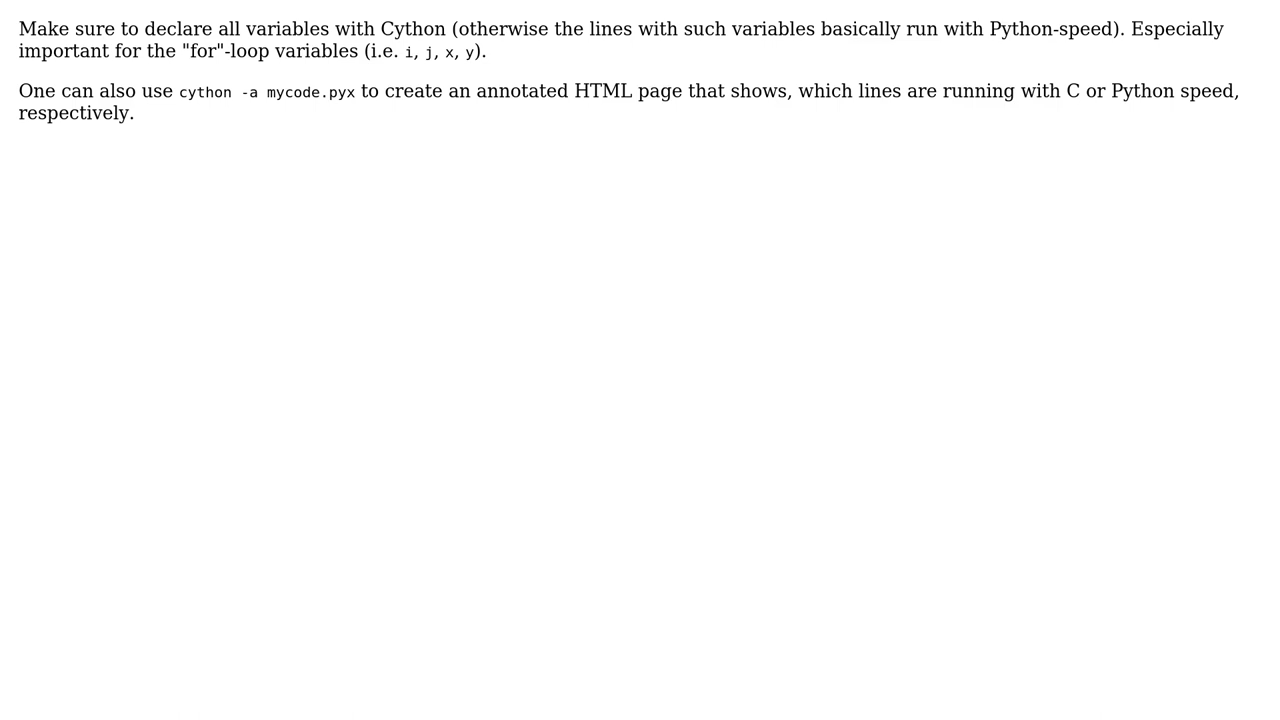 Make sure to declare all variables with Cython (otherwise the lines with such variables basically run with Python-speed). Especially
important for the "for"-loop variables (i.e. i, j, x, y).
One can also use cython -a mycode.pyx to create an annotated HTML page that shows, which lines are running with C or Python speed,
respectively.